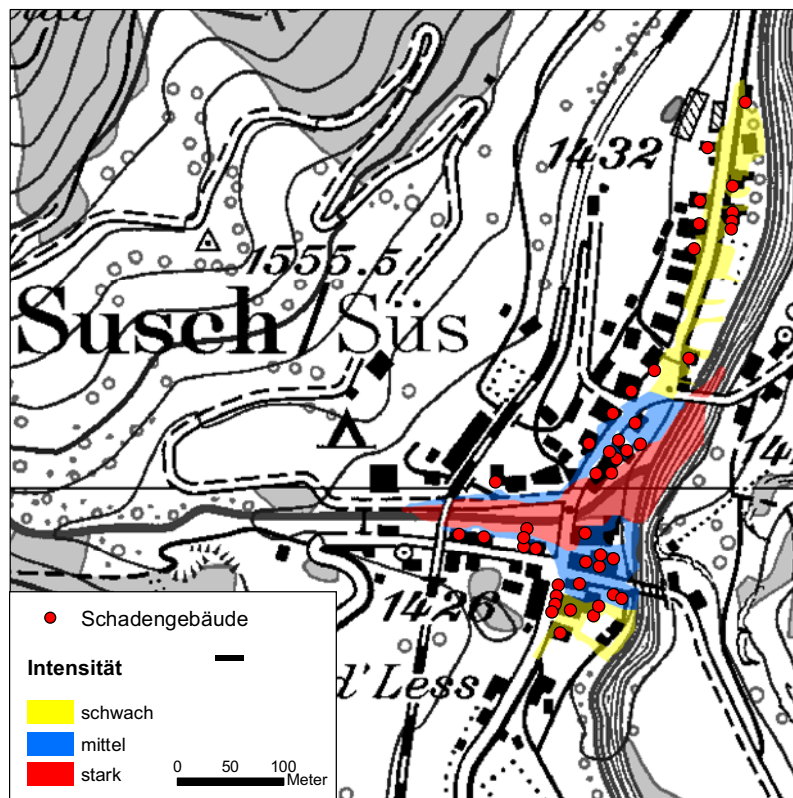 1432
1555.5
Susch/Süs
1426
d'Less
Schadengebäude
Intensität
schwach
mittel
stark
0 50 100
Meter